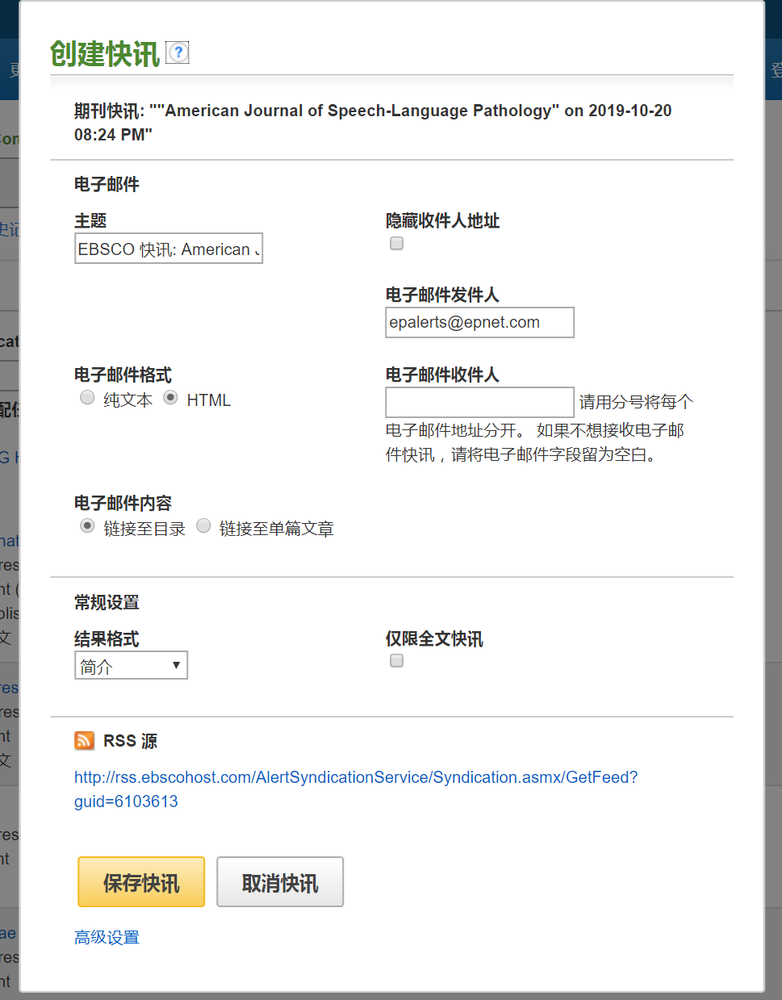 创建快讯 ?
期刊快讯: ""American Journal of Speech-Language Pathology" on 2019-10-20
08:24 PM"
电子邮件
主题
隐藏收件人地址
EBSCO 快讯: American
电子邮件发件人
epalerts@epnet.com
电子邮件格式
纯文本 HTML
电子邮件收件人
请用分号将每个
电子邮件地址分开。 如果不想接收电子邮
件快讯，请将电子邮件字段留为空白。
电子邮件内容
链接至目录 链接至单篇文章
常规设置
结果格式
仅限全文快讯
简介
RSS 源
http://rss.ebscohost.com/AlertSyndicationService/Syndication.asmx/GetFeed?
guid=6103613
保存快讯 取消快讯
高级设置